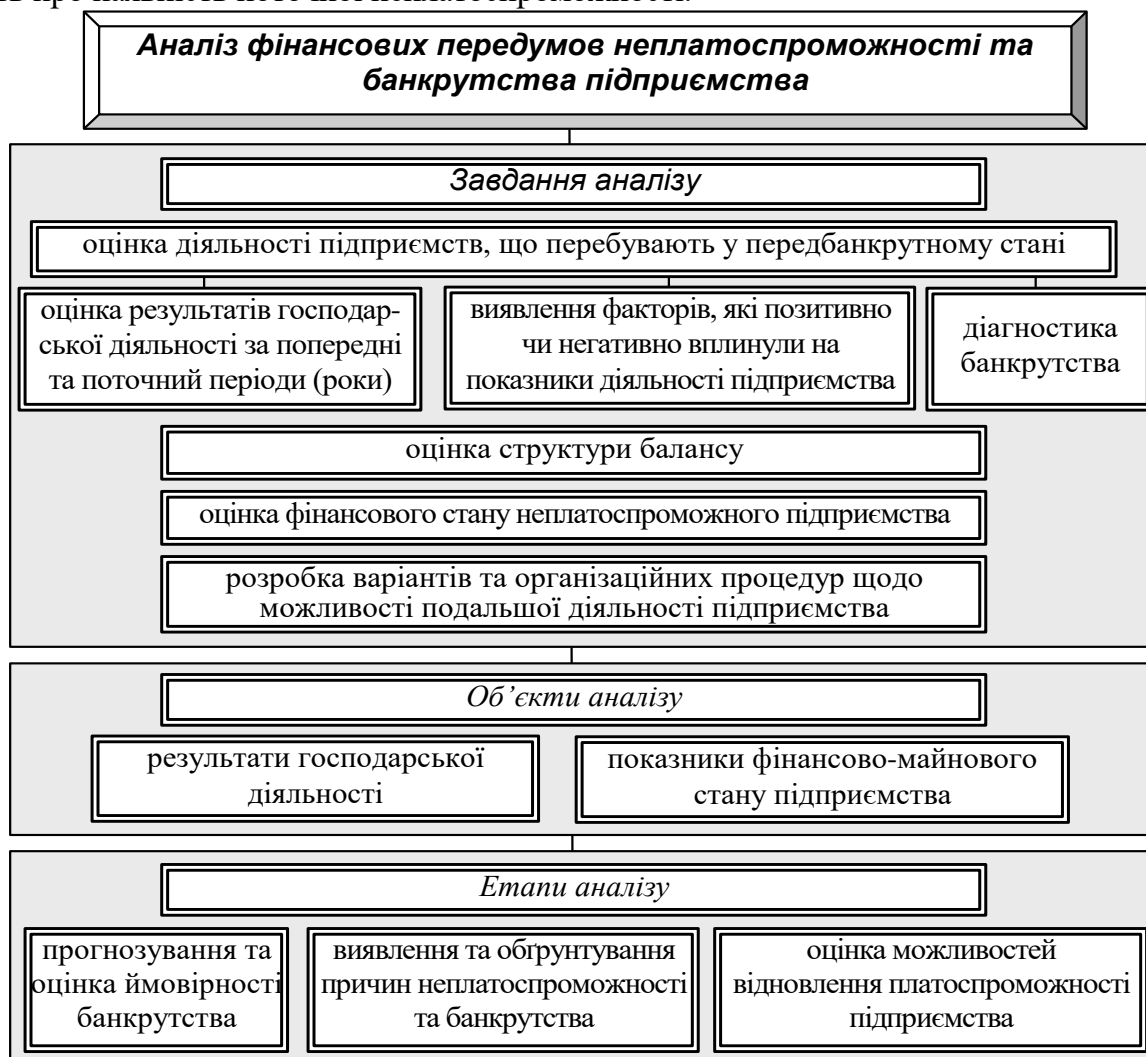 Аналіз фінансових передумов неплатоспроможності та
банкрутства підприємства
Завдання аналізу
оцінка діяльності підприємств, що перебувають у передбанкрутному стані
оцінка результатів господар-
ської діяльності за попередні
та поточний періоди (роки)
виявлення факторів, які позитивно
чи негативно вплинули на
показники діяльності підприємства
діагностика
банкрутства
оцінка структури балансу
оцінка фінансового стану неплатоспроможного підприємства
розробка варіантів та організаційних процедур щодо
можливості подальшої діяльності підприємства
Об’єкти аналізу
результати господарської
діяльності
показники фінансово-майнового
стану підприємства
Етапи аналізу
прогнозування та
оцінка ймовірності
банкрутства
виявлення та обґрунтування
причин неплатоспроможності
та банкрутства
оцінка можливостей
відновлення платоспроможності
підприємства